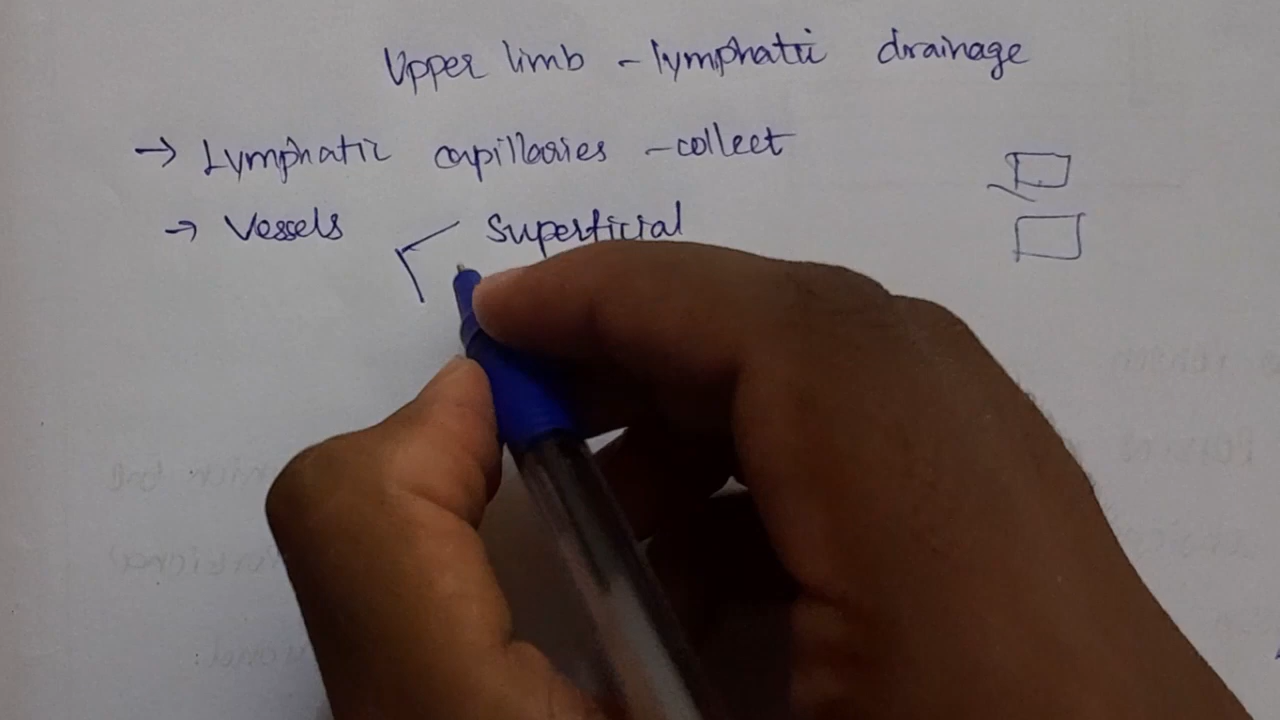 Upper limb - lymphatic drainage
→ Lymphatic capillaries - collect
→ Vessels Superficial